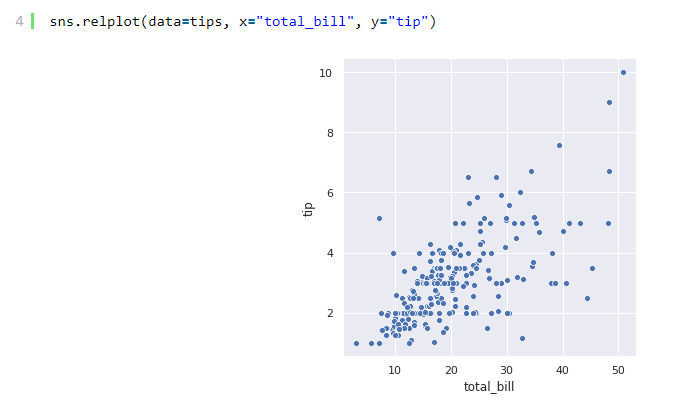 4 sns.relplot(data=tips, x="total_bill", y="tip")
10
8
6
tip
4
2
10 20 30 40 50
total_bill